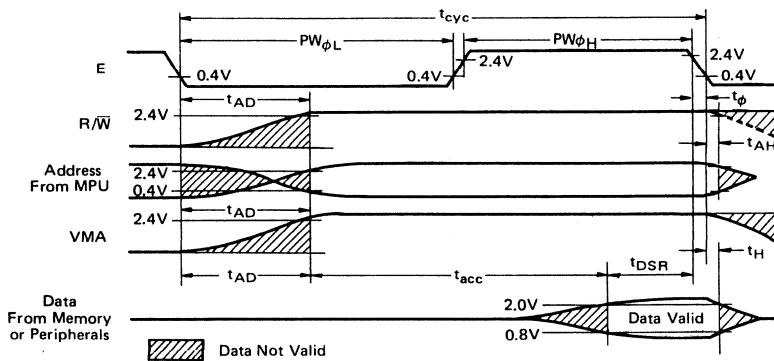 tcyc
PWϕL
PWϕH
E
0.4V
0.4V
2.4V
2.4V
0.4V
tAD
tϕ
2.4V
R/W̅
tAH
Address
From MPU
2.4V
0.4V
tAD
2.4V
VMA
tH
tAD
tacc
tDSR
Data
From Memory
or Peripherals
2.0V
0.8V
Data Valid
Data Not Valid